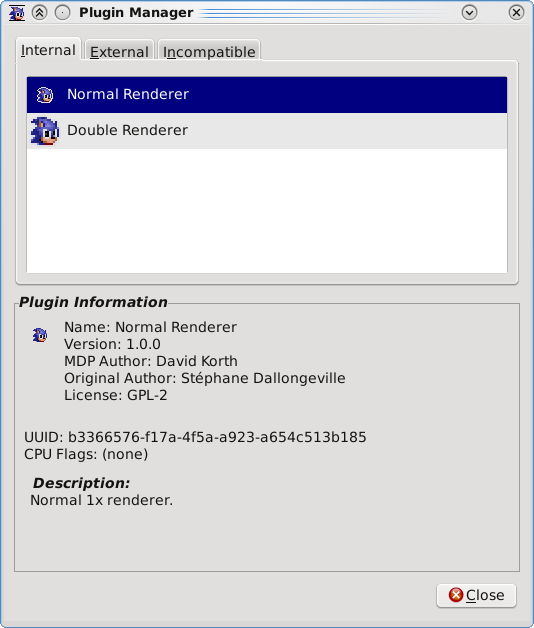 Plugin Manager
Internal External Incompatible
Normal Renderer
Double Renderer
Plugin Information
Name: Normal Renderer
Version: 1.0.0
MDP Author: David Korth
Original Author: Stéphane Dallongeville
License: GPL-2
UUID: b3366576-f17a-4f5a-a923-a654c513b185
CPU Flags: (none)
Description:
Normal 1x renderer.
Close